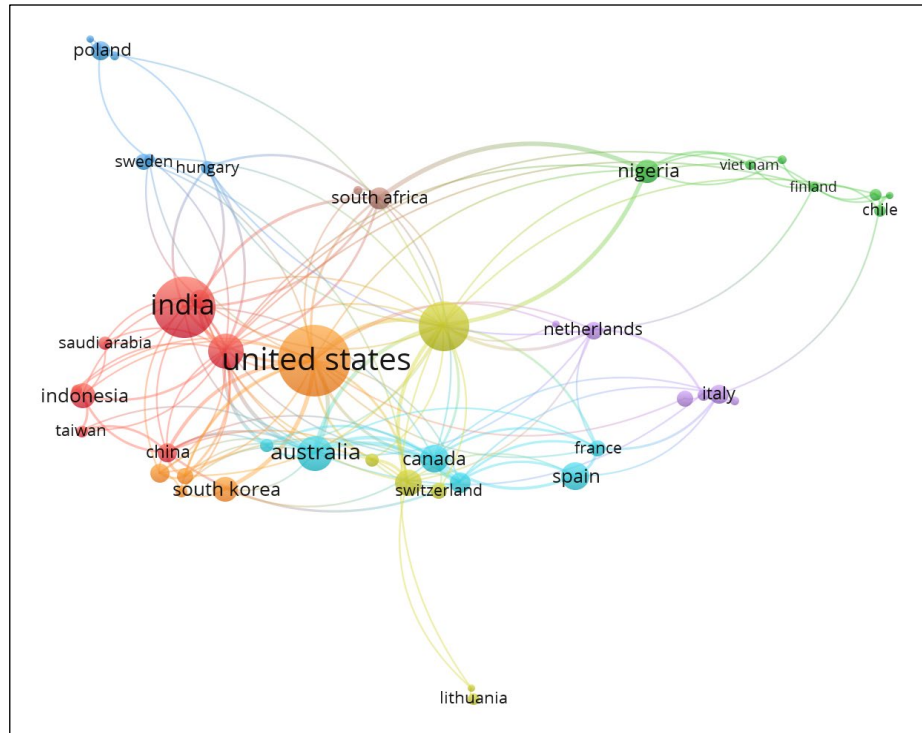 poland
sweden
hungary
south africa
nigeria
viet nam
finland
chile
india
saudi arabia
united states
netherlands
indonesia
italy
taiwan
china
australia
canada
france
south korea
switzerland
spain
lithuania